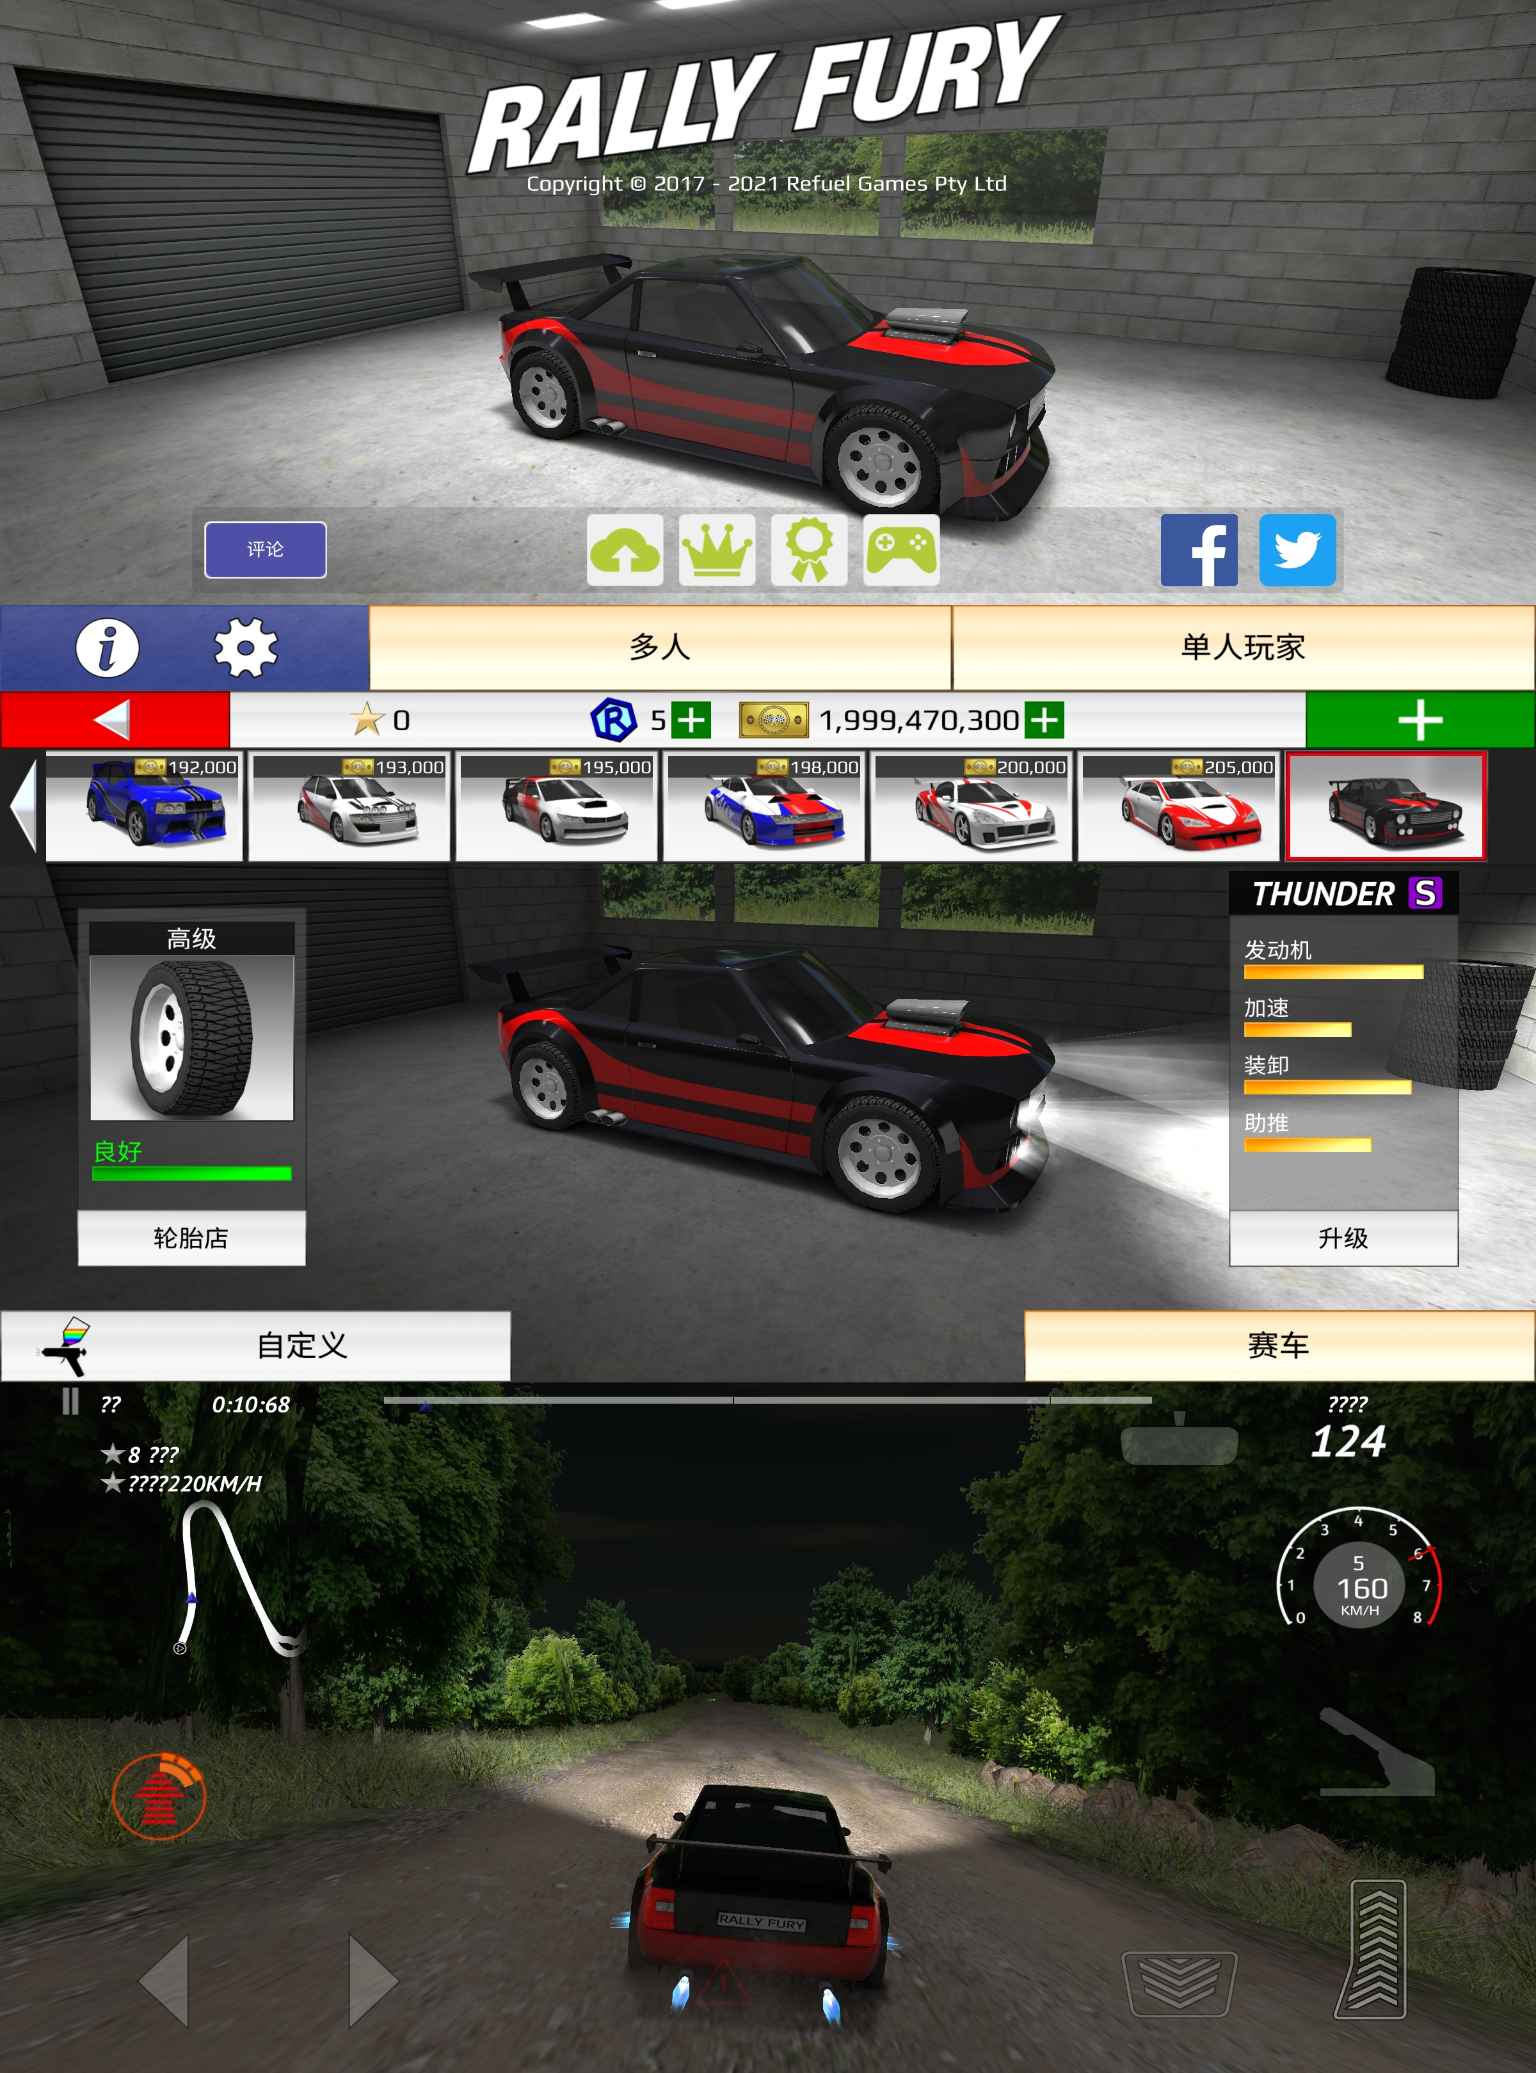 RALLY FURY
Copyright © 2017 - 2021 Refuel Games Pty Ltd
评论
多人
单人玩家
0
R 5
1,999,470,300
192,000
193,000
195,000
198,000
200,000
205,000
THUNDER S
高级
发动机
加速
装卸
助推
良好
轮胎店
升级
自定义
赛车
?? 0:10:68
????
124
8 ???
????220KM/H
0 1 2 3 4 5 6 7 8
5
160
KM/H
RALLY FURY